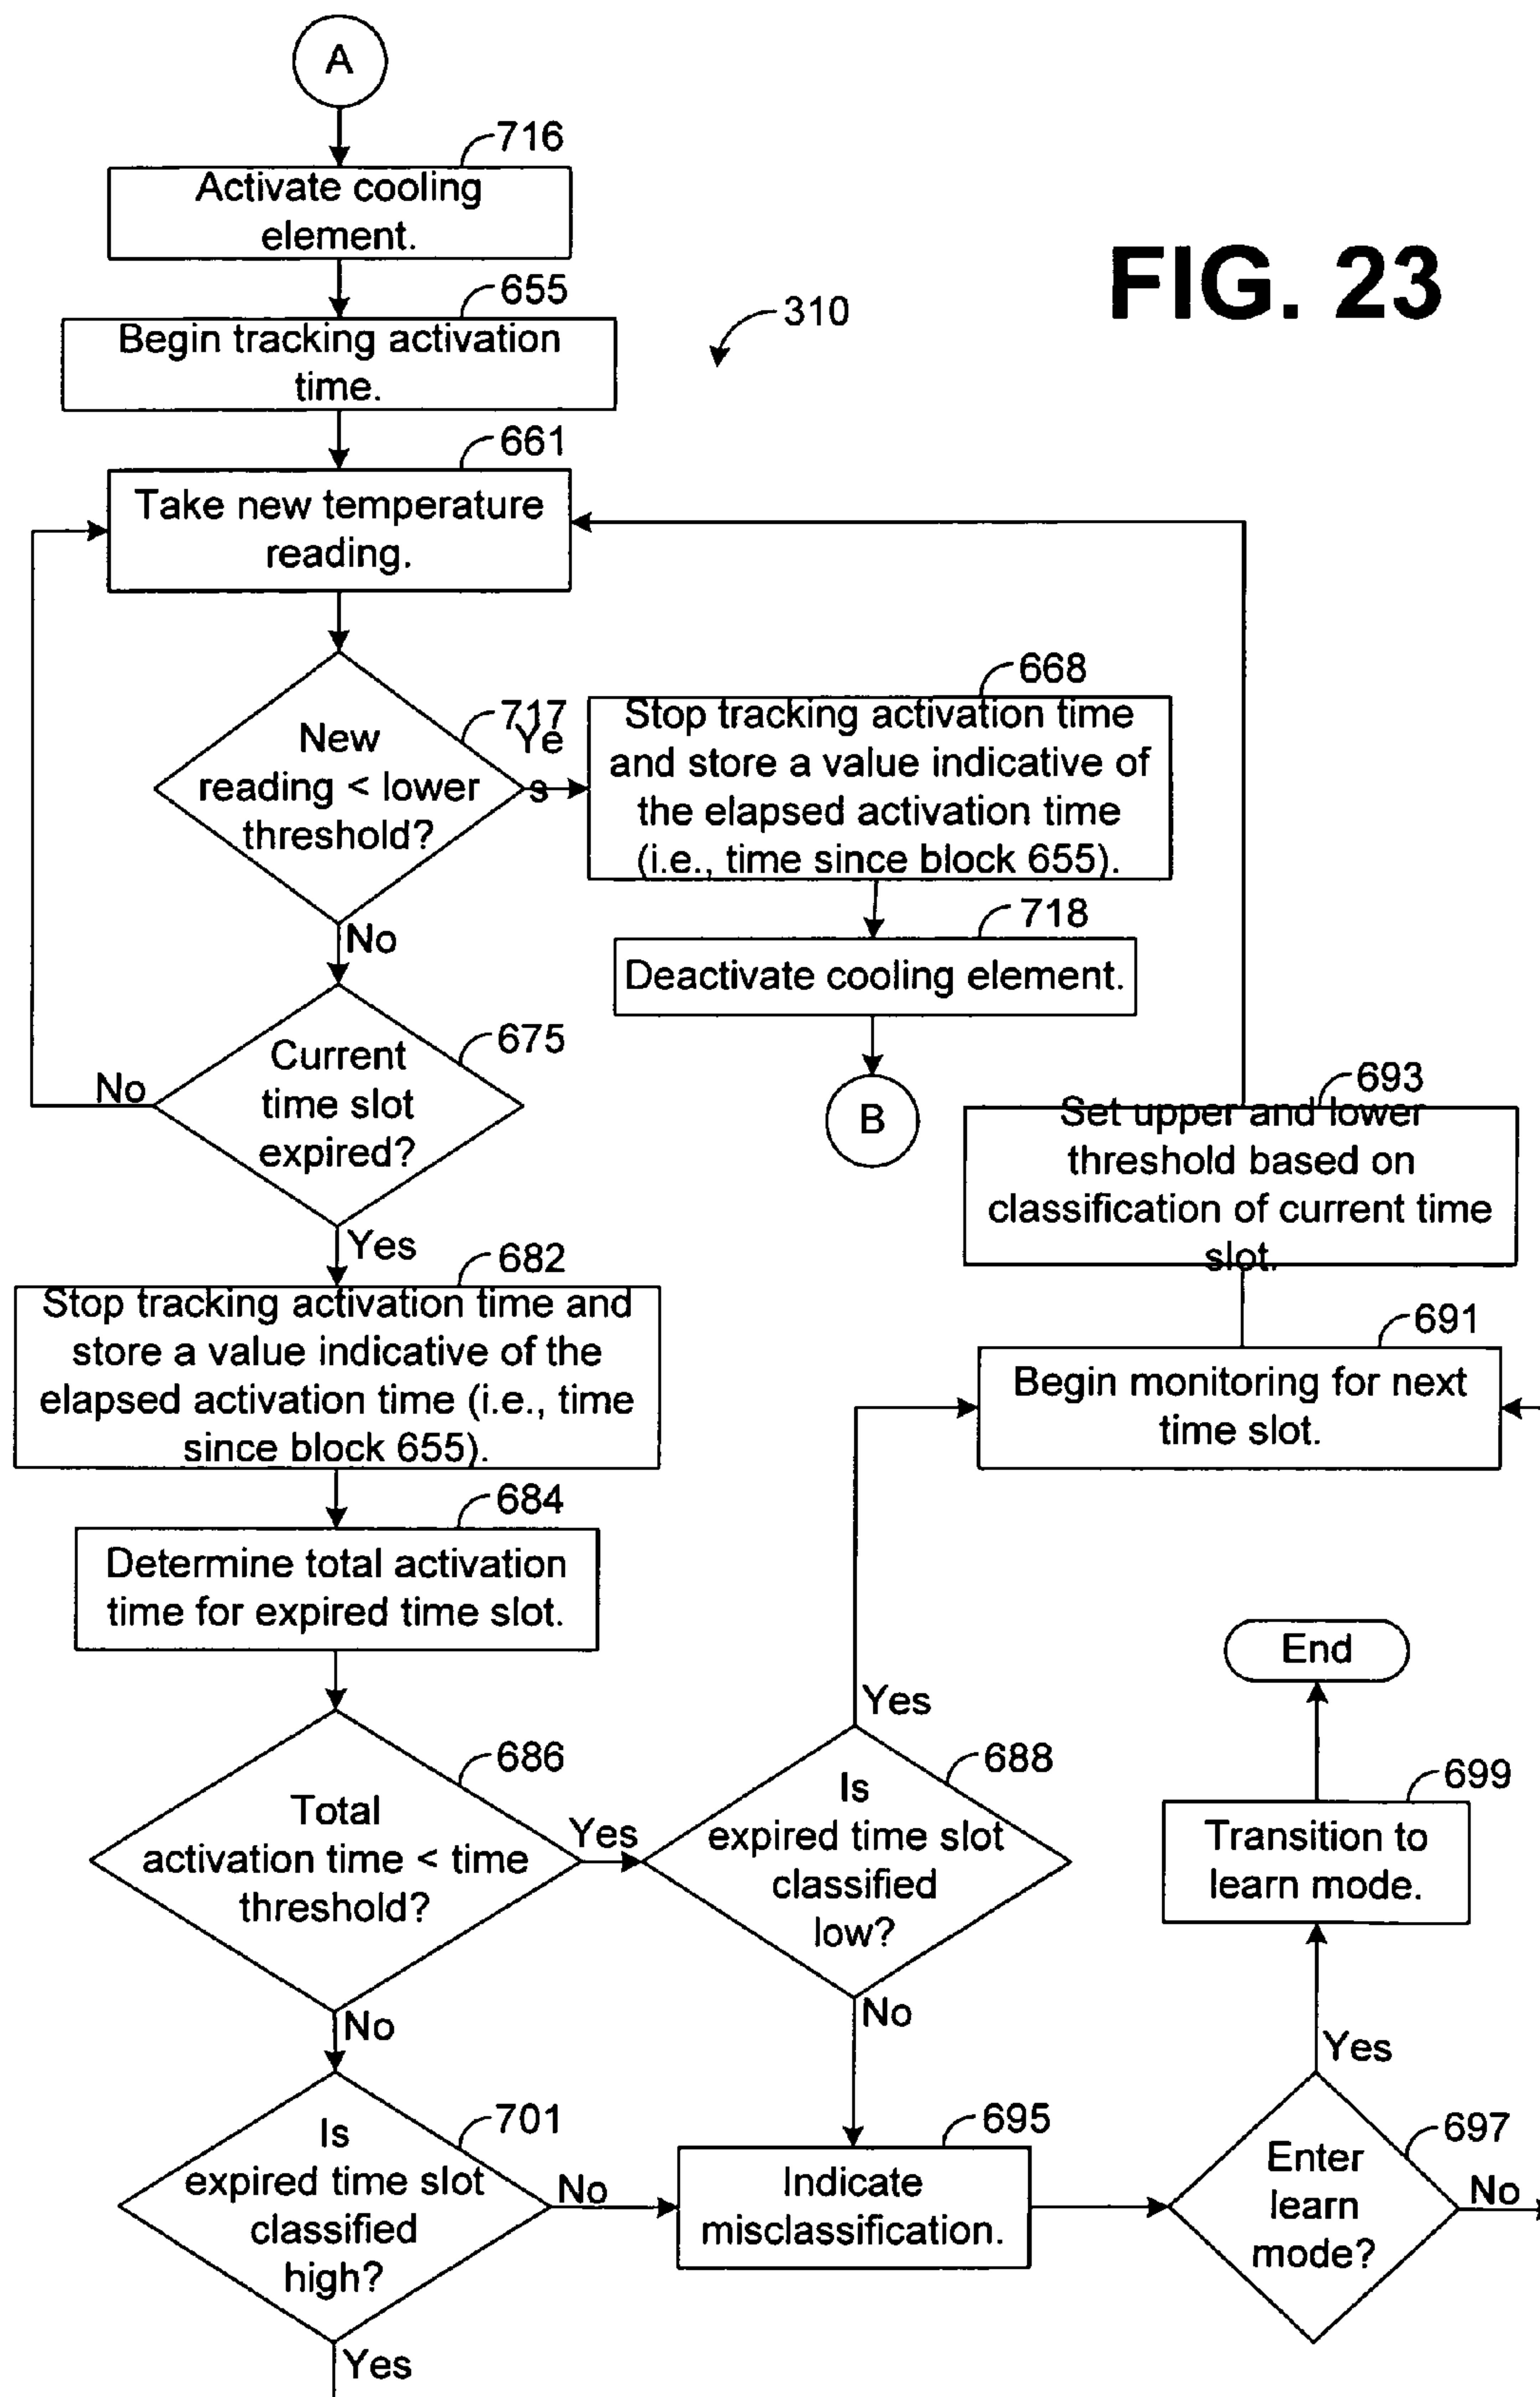 A
716
Activate cooling
element.
FIG. 23
655
Begin tracking activation
time.
310
661
Take new temperature
reading.
717
New
reading < lower
threshold?
Ye
s
668
Stop tracking activation time
and store a value indicative of
the elapsed activation time
(i.e., time since block 655).
No
718
Deactivate cooling element.
B
675
Current
time slot
expired?
No
Yes
693
Set upper and lower
threshold based on
classification of current time
slot.
682
Stop tracking activation time and
store a value indicative of the
elapsed activation time (i.e., time
since block 655).
691
Begin monitoring for next
time slot.
684
Determine total activation
time for expired time slot.
End
686
Total
activation time < time
threshold?
Yes
Yes
688
Is
expired time slot
classified
low?
699
Transition to
learn mode.
No
No
Yes
701
Is
expired time slot
classified
high?
No
695
Indicate
misclassification.
697
Enter
learn
mode?
No
Yes